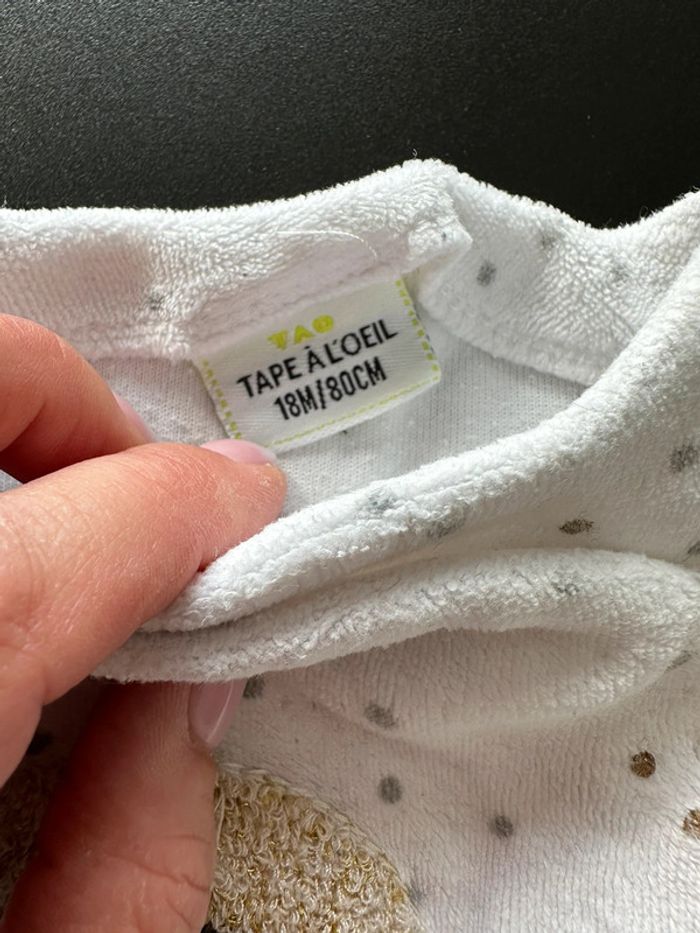 TAO
TAPE À L'OEIL
18M/80CM